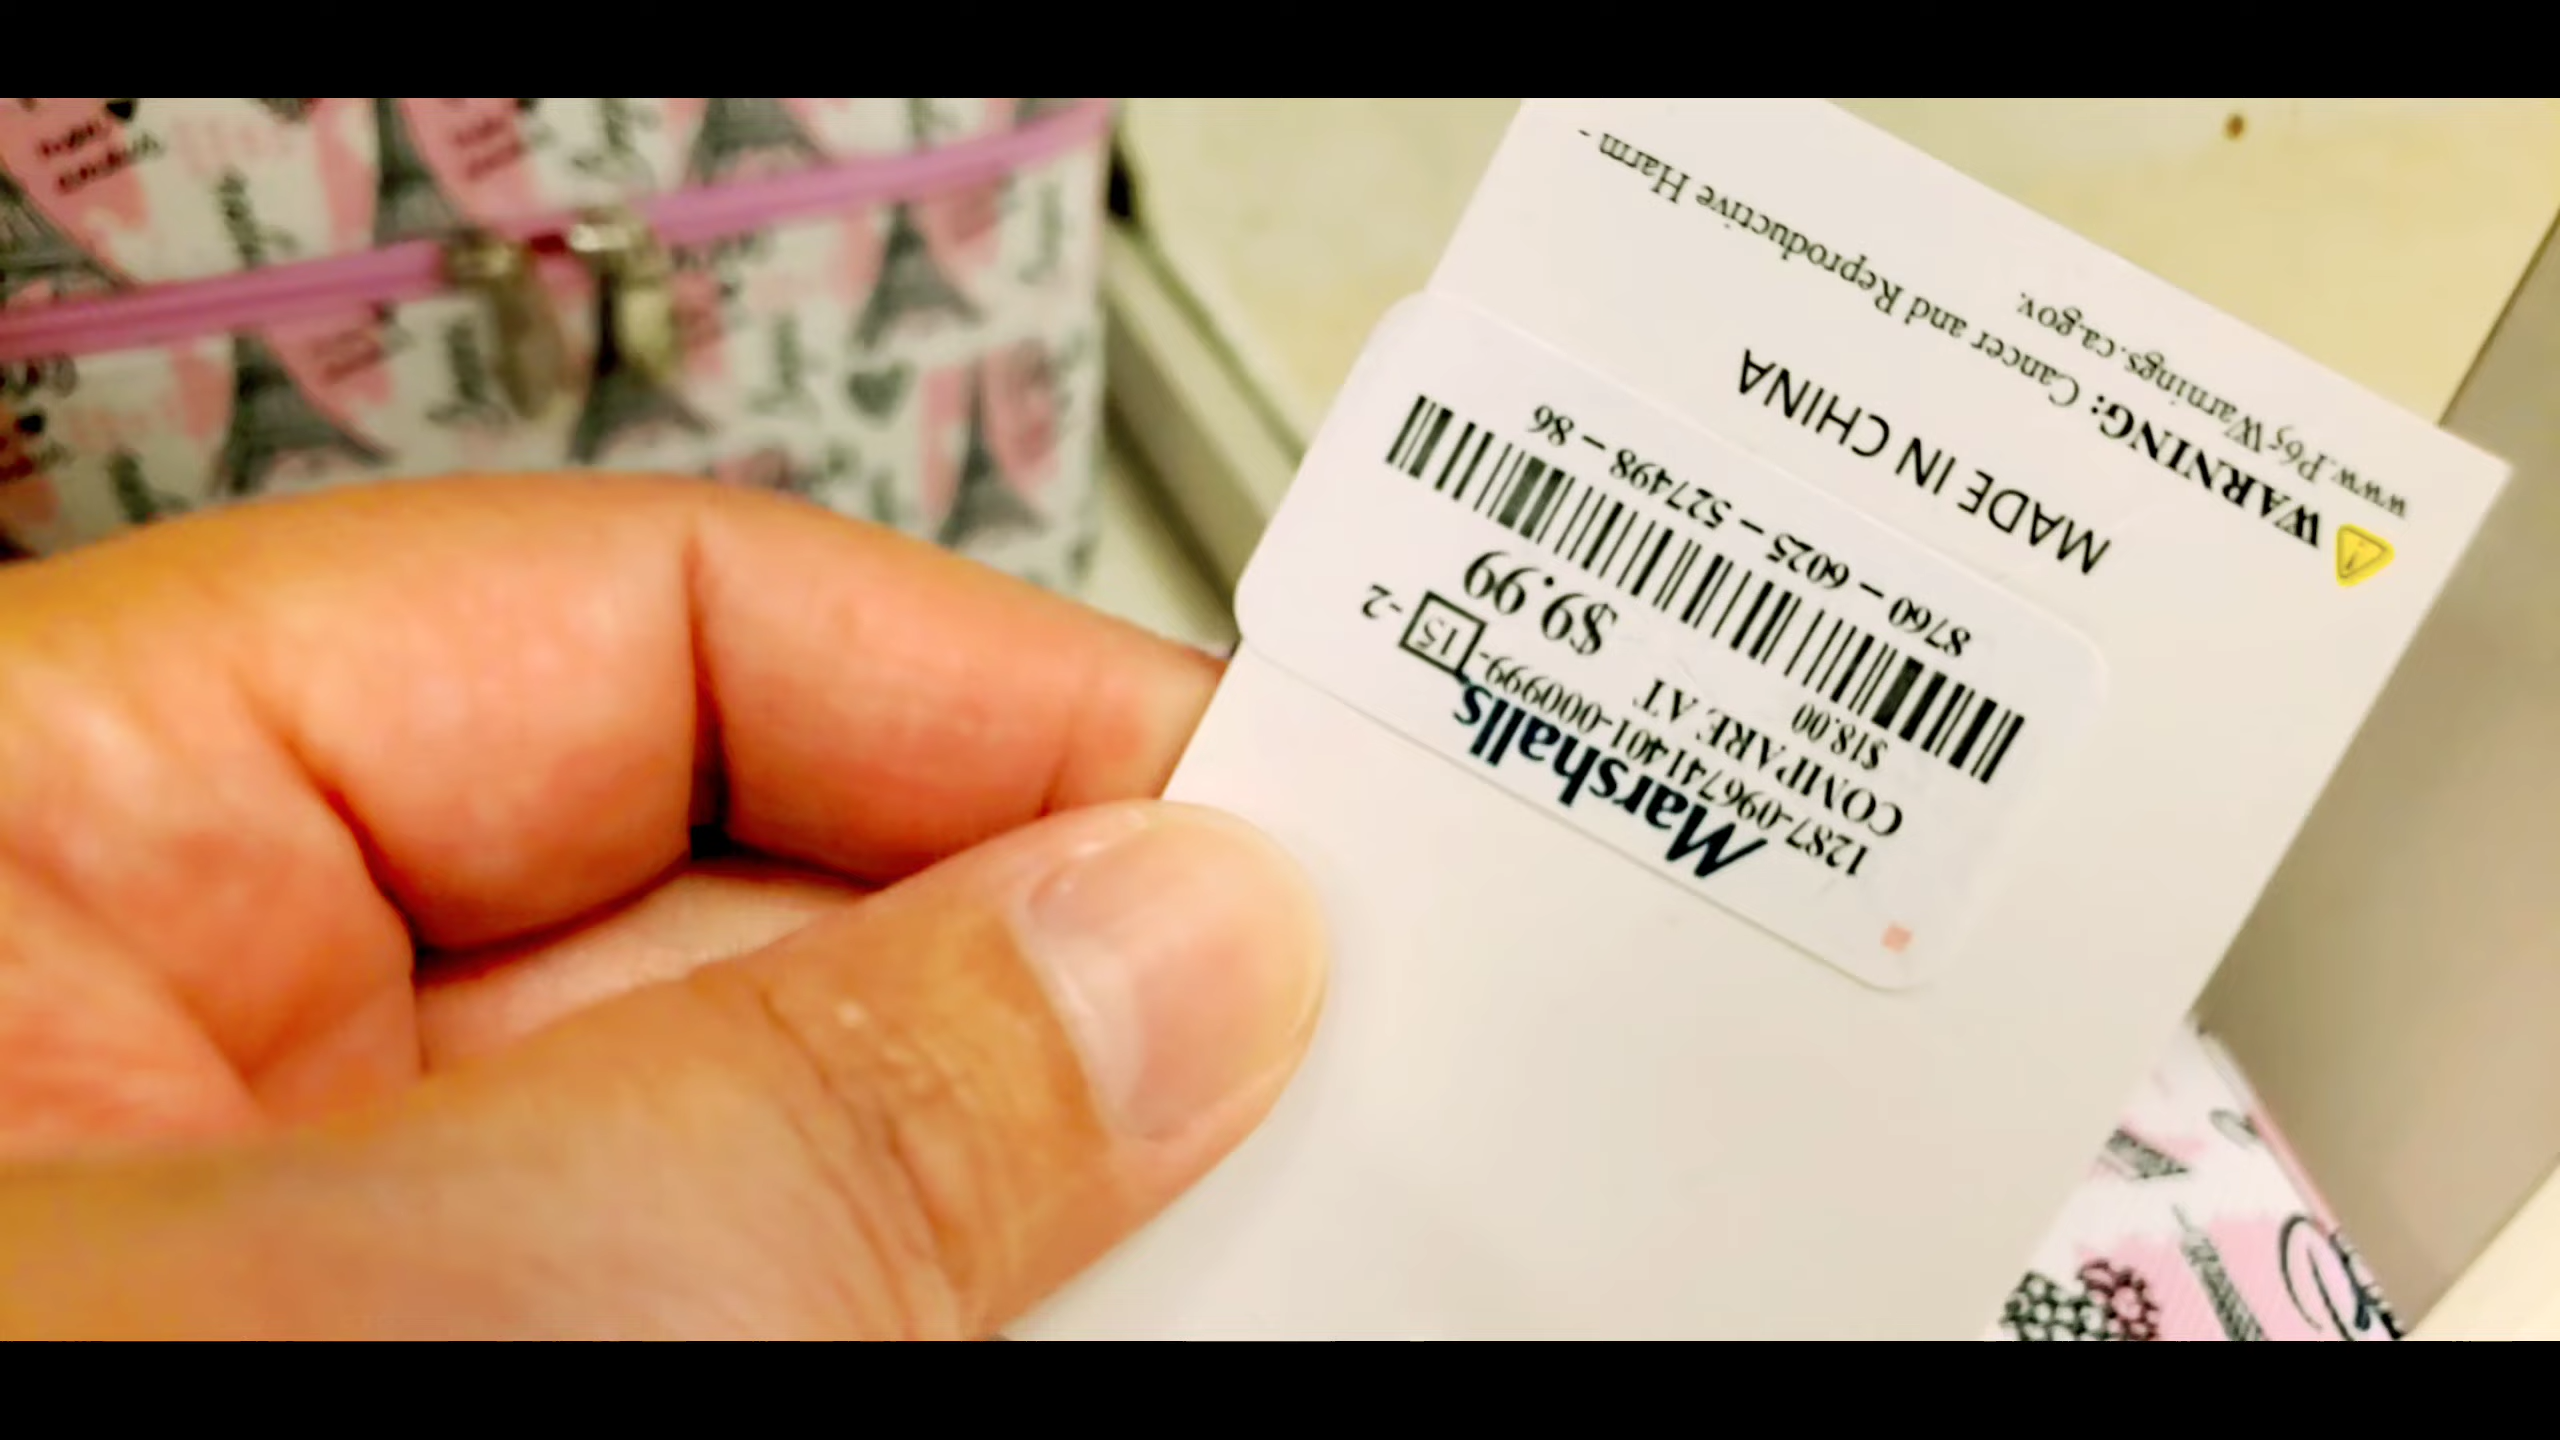 Marshalls
1287-096741401-000999- 15 -2
COMPARE AT
$18.00
$9.99
8760 – 6025 – 527498 – 86
MADE IN CHINA
WARNING: Cancer and Reproductive Harm -
www.P65Warnings.ca.gov.